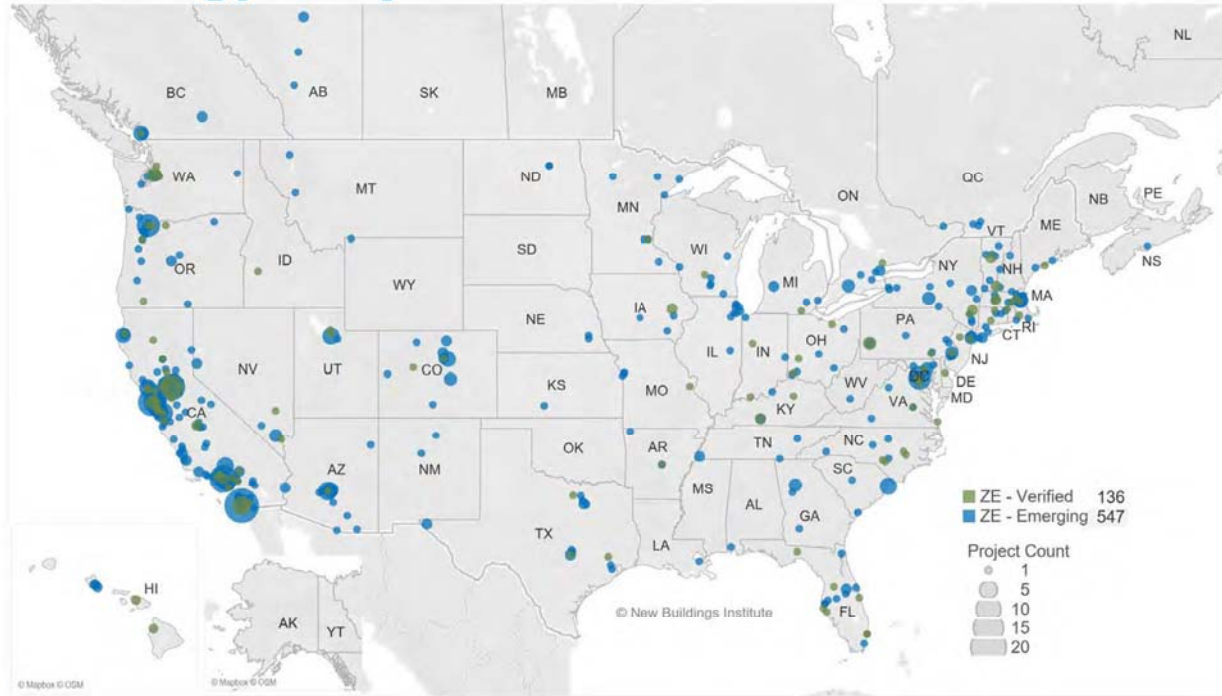 NL
BC
AB
SK
MB
WA
MT
ND
MN
ON
QC
NB
PE
ME
VT
NS
OR
ID
SD
WI
MI
NY
NH
MA
WY
IA
PA
RI
CT
NE
NV
UT
CO
IL
IN
OH
NJ
CA
KS
MO
WV
DC
DE
MD
KY
VA
AZ
NM
OK
AR
TN
NC
SC
MS
AL
GA
TX
LA
FL
ZE - Verified 136
ZE - Emerging 547
Project Count
1
5
10
15
20
HI
AK
YT
© New Buildings Institute
© Mapbox © OSM
© Mapbox © OSM